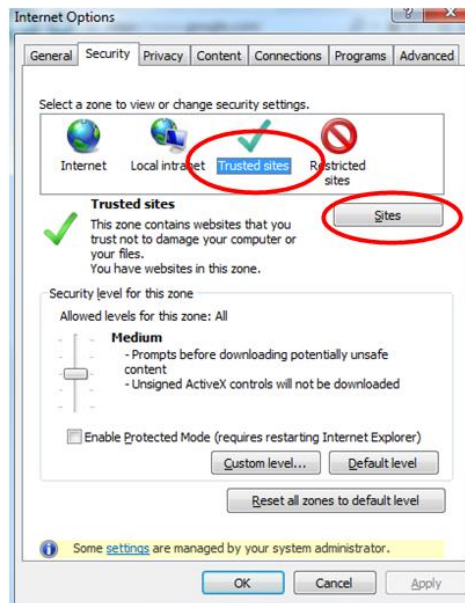 Internet Options
General Security Privacy Content Connections Programs Advanced
Select a zone to view or change security settings.
Internet Local intranet Trusted sites Restricted sites
Trusted sites
Sites
This zone contains websites that you
trust not to damage your computer or
your files.
You have websites in this zone.
Security level for this zone
Allowed levels for this zone: All
Medium
- Prompts before downloading potentially unsafe
content
- Unsigned ActiveX controls will not be downloaded
Enable Protected Mode (requires restarting Internet Explorer)
Custom level... Default level
Reset all zones to default level
Some settings are managed by your system administrator.
OK Cancel Apply